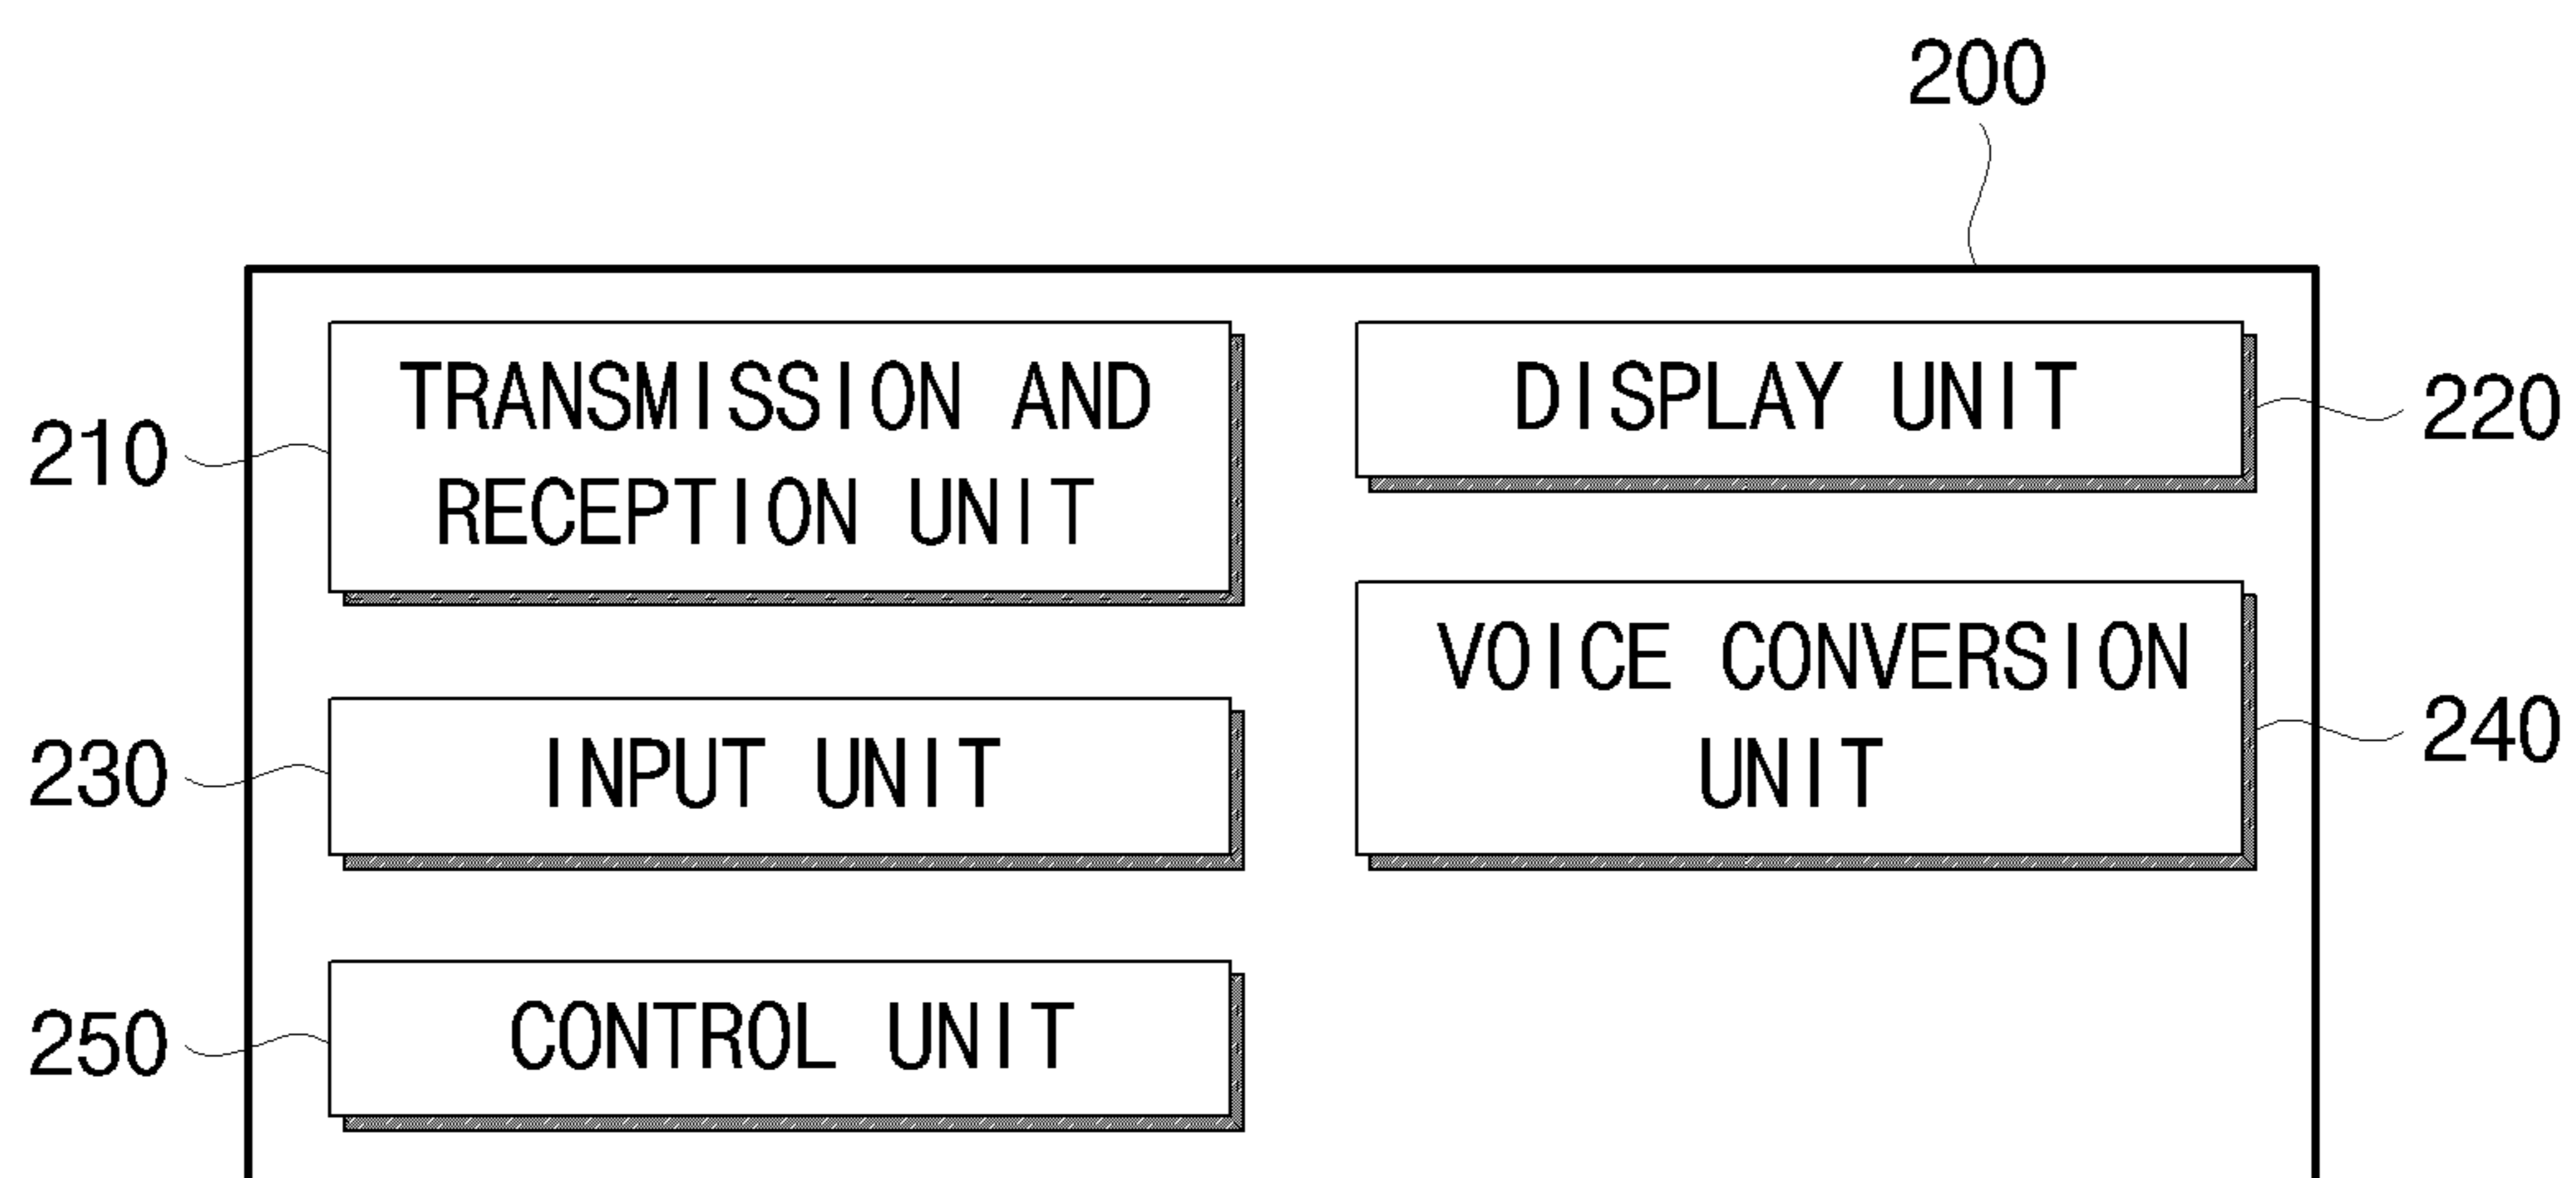 200
TRANSMISSION AND
RECEPTION UNIT
210
DISPLAY UNIT
220
INPUT UNIT
230
VOICE CONVERSION
UNIT
240
CONTROL UNIT
250